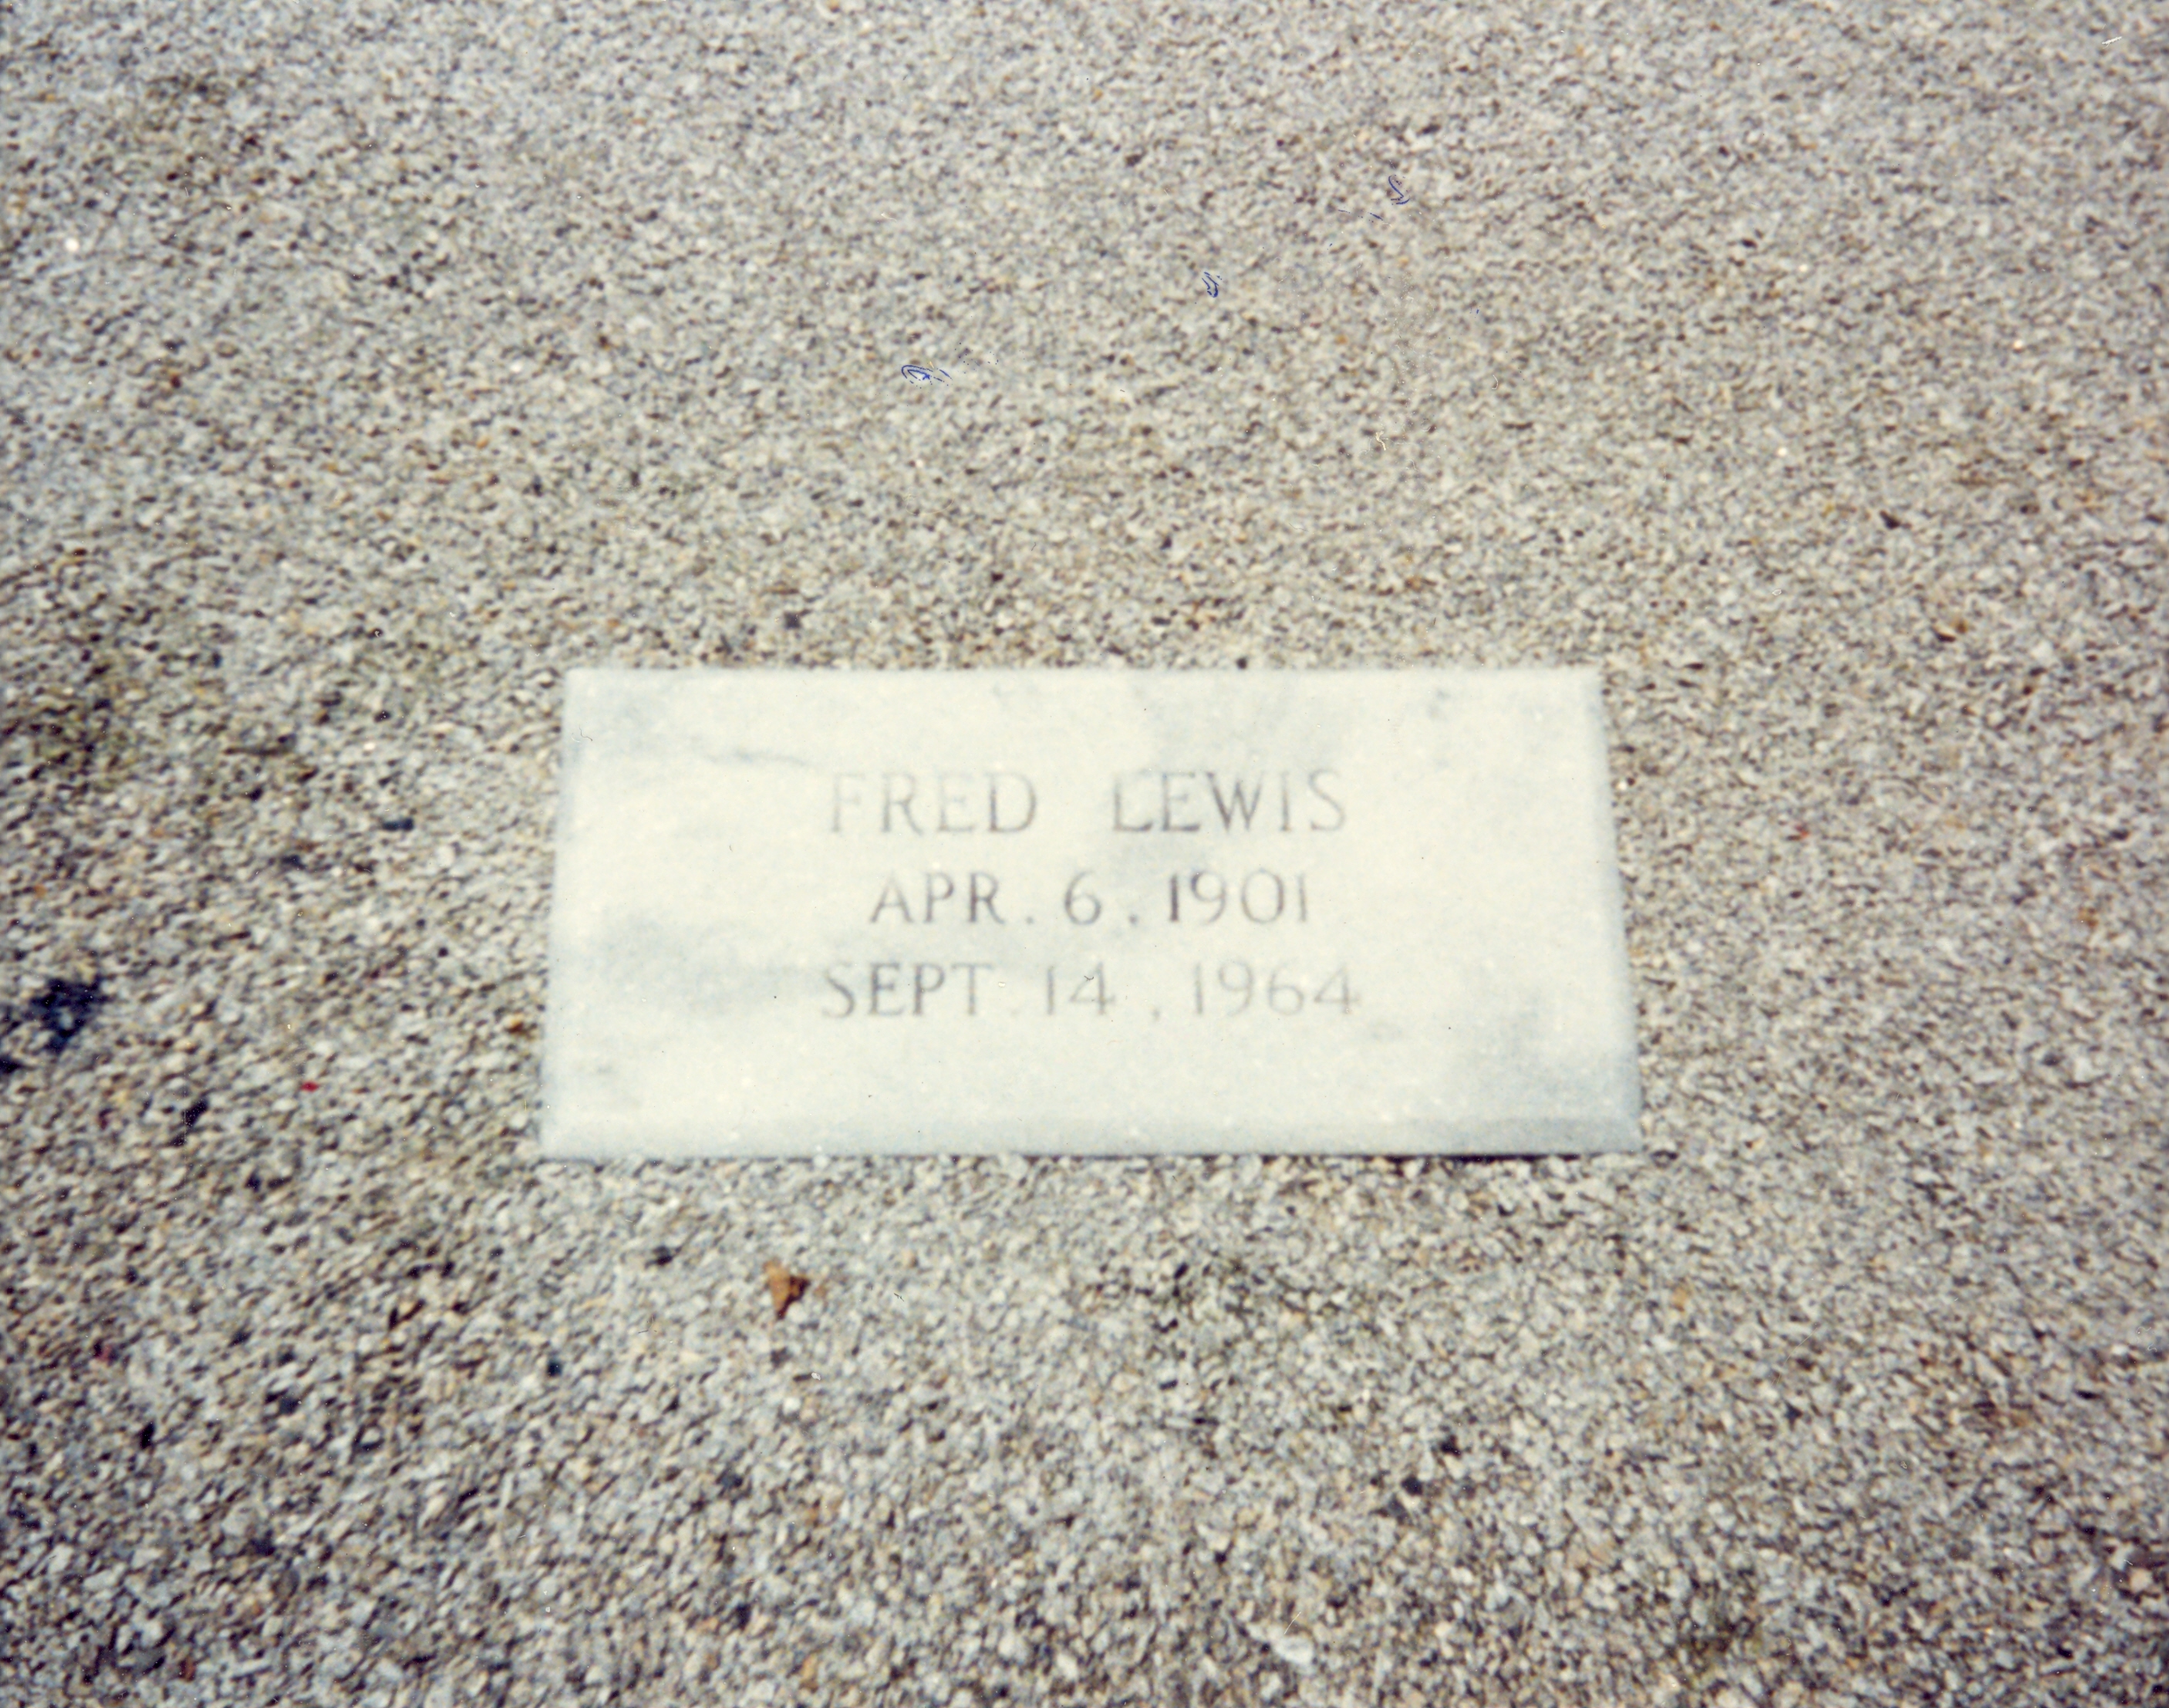 FRED LEWIS
APR. 6, 1901
SEPT. 14, 1964